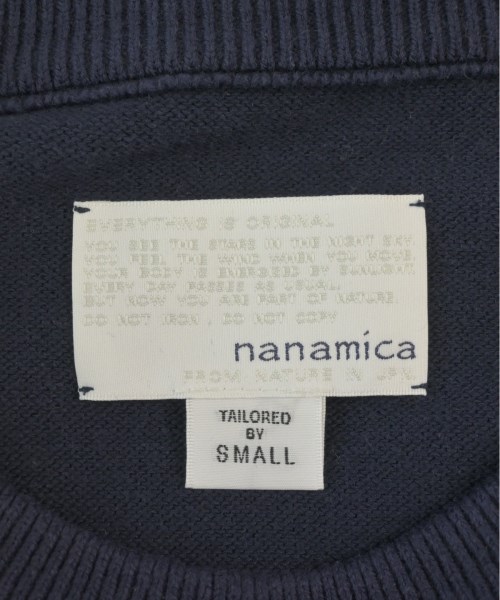 EVERYTHING IS ORIGINAL
YOU SEE THE STARS IN THE NIGHT SKY.
YOU FEEL THE WIND WHEN YOU MOVE.
YOUR BODY IS ENERGISED BY SUNLIGHT.
EVERY DAY PASSES AS USUAL.
BUT NOW YOU ARE PART OF NATURE.
DO NOT IRON , DO NOT COPY
nanamica
FROM NATURE IN JPN.
TAILORED
BY
SMALL